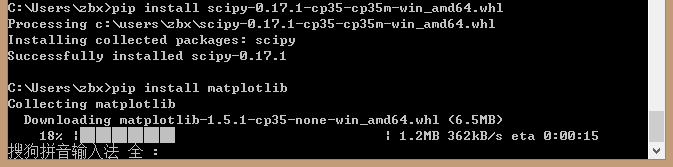 C:\Users\zbx>pip install scipy-0.17.1-cp35-cp35m-win_amd64.whl
Processing c:\users\zbx\scipy-0.17.1-cp35-cp35m-win_amd64.whl
Installing collected packages: scipy
Successfully installed scipy-0.17.1
C:\Users\zbx>pip install matplotlib
Collecting matplotlib
Downloading matplotlib-1.5.1-cp35-none-win_amd64.whl (6.5MB)
18% |██████ | 1.2MB 362kB/s eta 0:00:15
搜狗拼音输入法 全 :